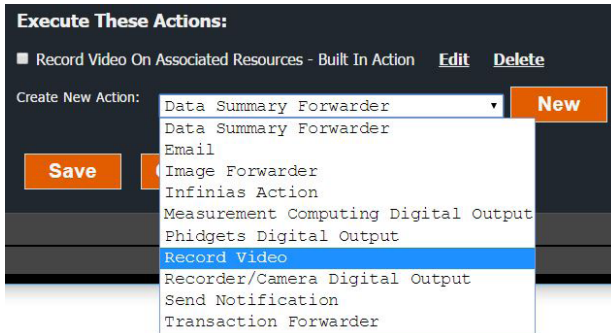 Execute These Actions:
Record Video On Associated Resources - Built In Action Edit Delete
Create New Action: Data Summary Forwarder New
Data Summary Forwarder
Email
Save Image Forwarder
Infinias Action
Measurement Computing Digital Output
Phidgets Digital Output
Record Video
Recorder/Camera Digital Output
Send Notification
Transaction Forwarder